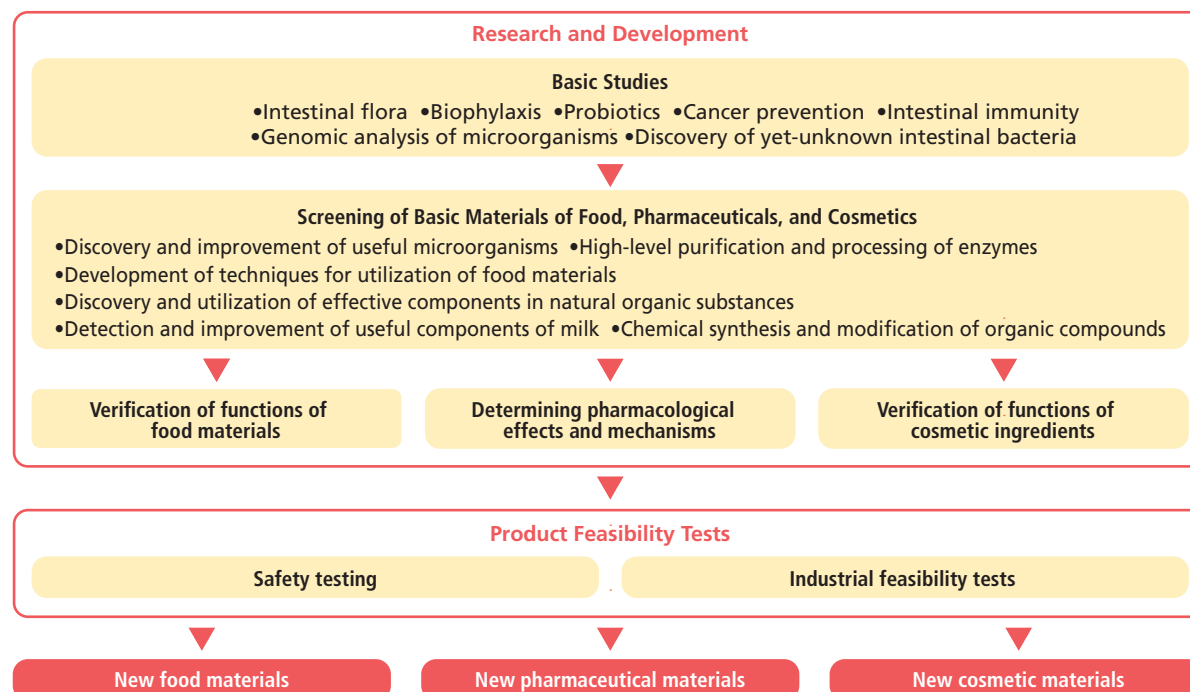 Research and Development
Basic Studies
•Intestinal flora •Biophylaxis •Probiotics •Cancer prevention •Intestinal immunity
•Genomic analysis of microorganisms •Discovery of yet-unknown intestinal bacteria
Screening of Basic Materials of Food, Pharmaceuticals, and Cosmetics
•Discovery and improvement of useful microorganisms •High-level purification and processing of enzymes
•Development of techniques for utilization of food materials
•Discovery and utilization of effective components in natural organic substances
•Detection and improvement of useful components of milk •Chemical synthesis and modification of organic compounds
Verification of functions of
food materials
Determining pharmacological
effects and mechanisms
Verification of functions of
cosmetic ingredients
Product Feasibility Tests
Safety testing
Industrial feasibility tests
New food materials
New pharmaceutical materials
New cosmetic materials